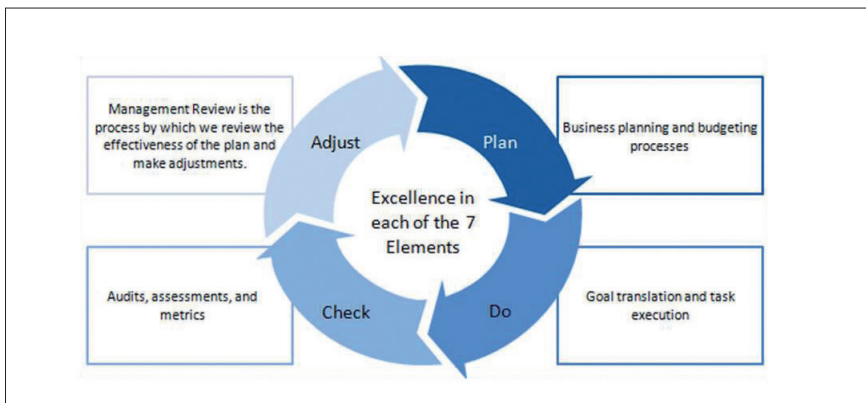 Management Review is the
process by which we review the
effectiveness of the plan and
make adjustments.
Adjust
Plan
Business planning and budgeting
processes
Excellence in
each of the 7
Elements
Audits, assessments, and
metrics
Check
Do
Goal translation and task
execution